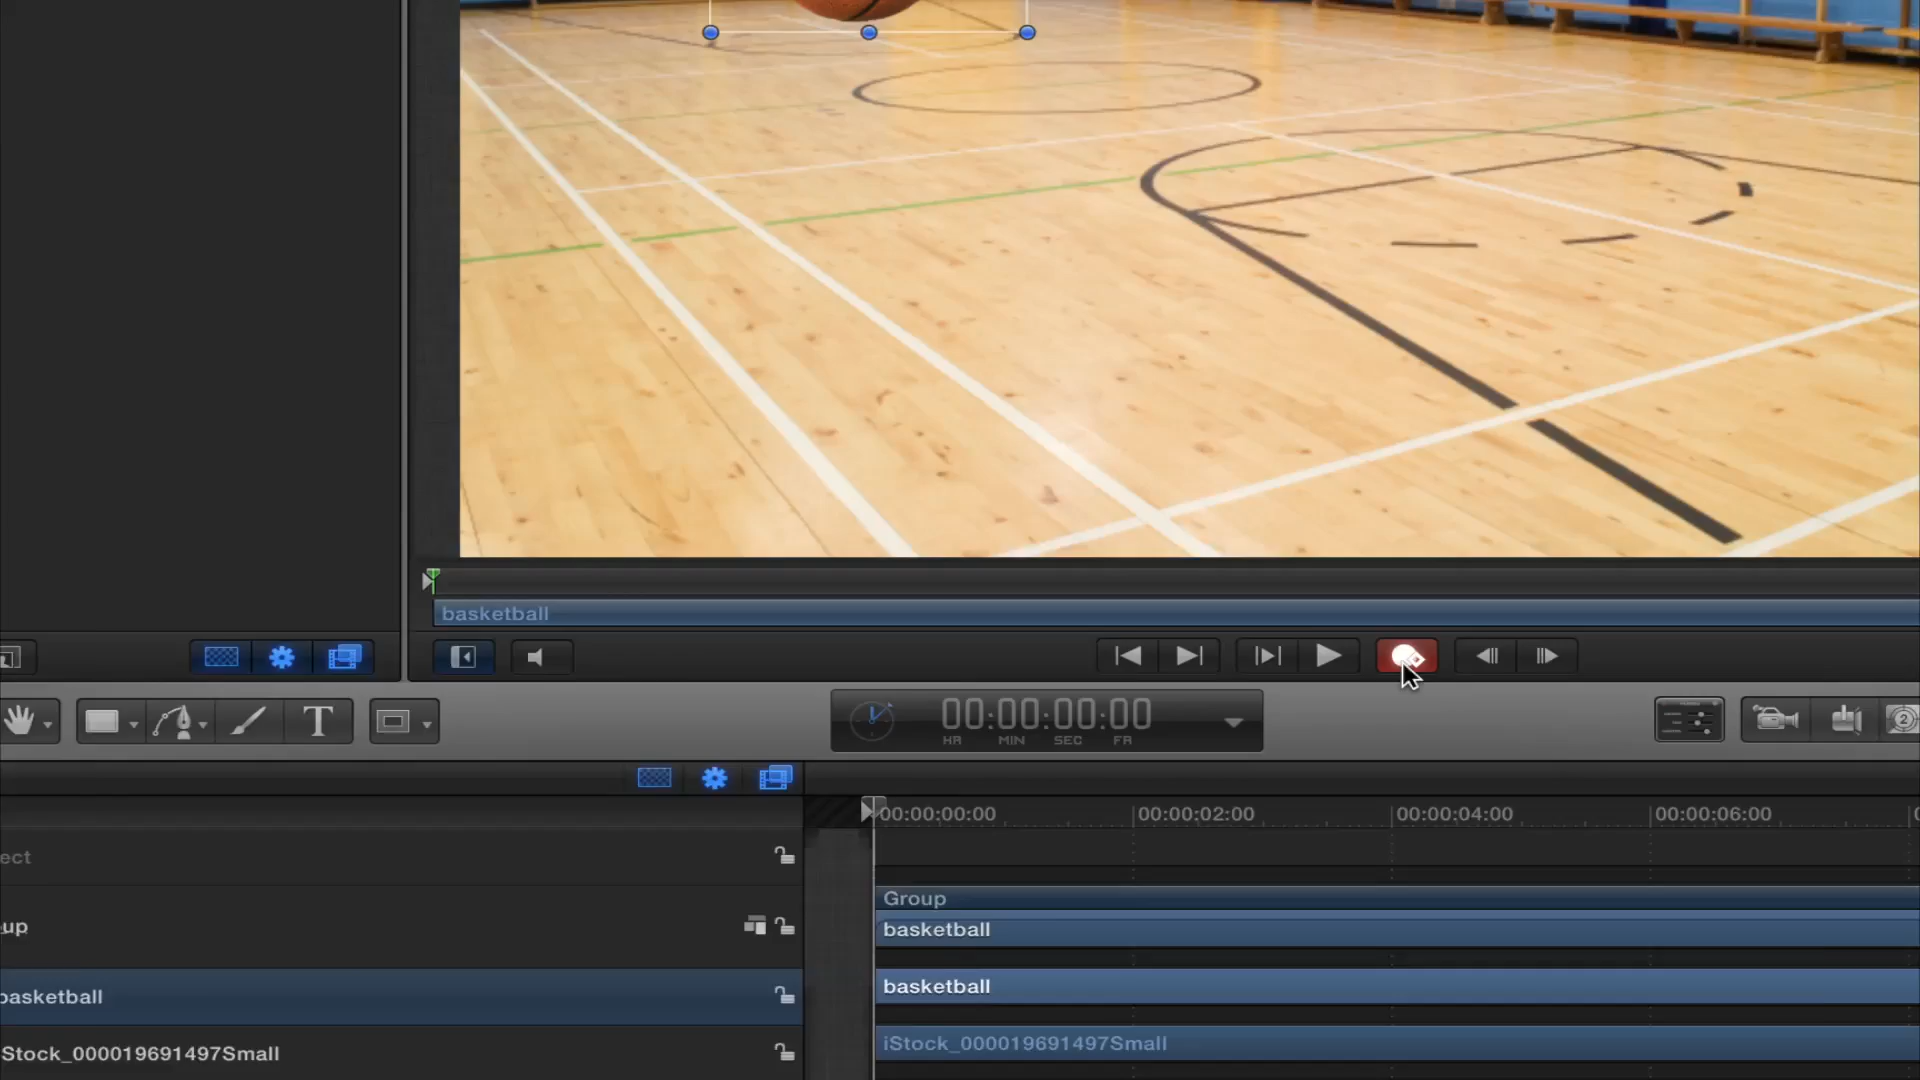 basketball
T
00:00:00:00
HR MIN SEC FR
2
00:00:00:00 00:00:02:00 00:00:04:00 00:00:06:00
ect
Group
up
basketball
basketball
basketball
iStock_000019691497Small
Stock_000019691497Small